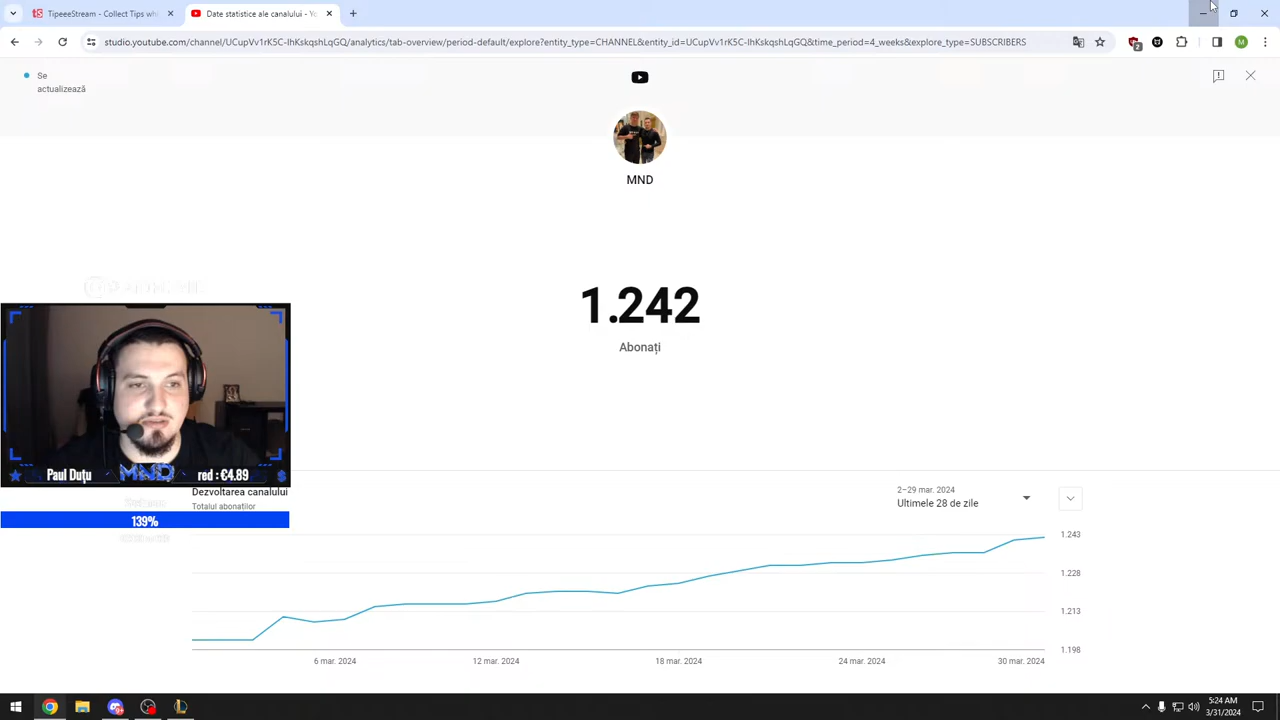 TipeeeStream - Collect Tips whi
Date statistice ale canalului - Yo
studio.youtube.com/channel/UCupVv1rK5C-IhKskqshLqGQ/analytics/tab-overview/period-default/explore?entity_type=CHANNEL&entity_id=UCupVv1rK5C-IhKskqshLqGQ&time_period=4_weeks&explore_type=SUBSCRIBERS
2
M
Se
actualizează
MND
1.242
Abonați
Paul Duțu
MND
red : €4.89
139%
Dezvoltarea canalului
Totalul abonaților
2–29 mar. 2024
Ultimele 28 de zile
1.243
1.228
1.213
1.198
6 mar. 2024
12 mar. 2024
18 mar. 2024
24 mar. 2024
30 mar. 2024
5:24 AM
3/31/2024